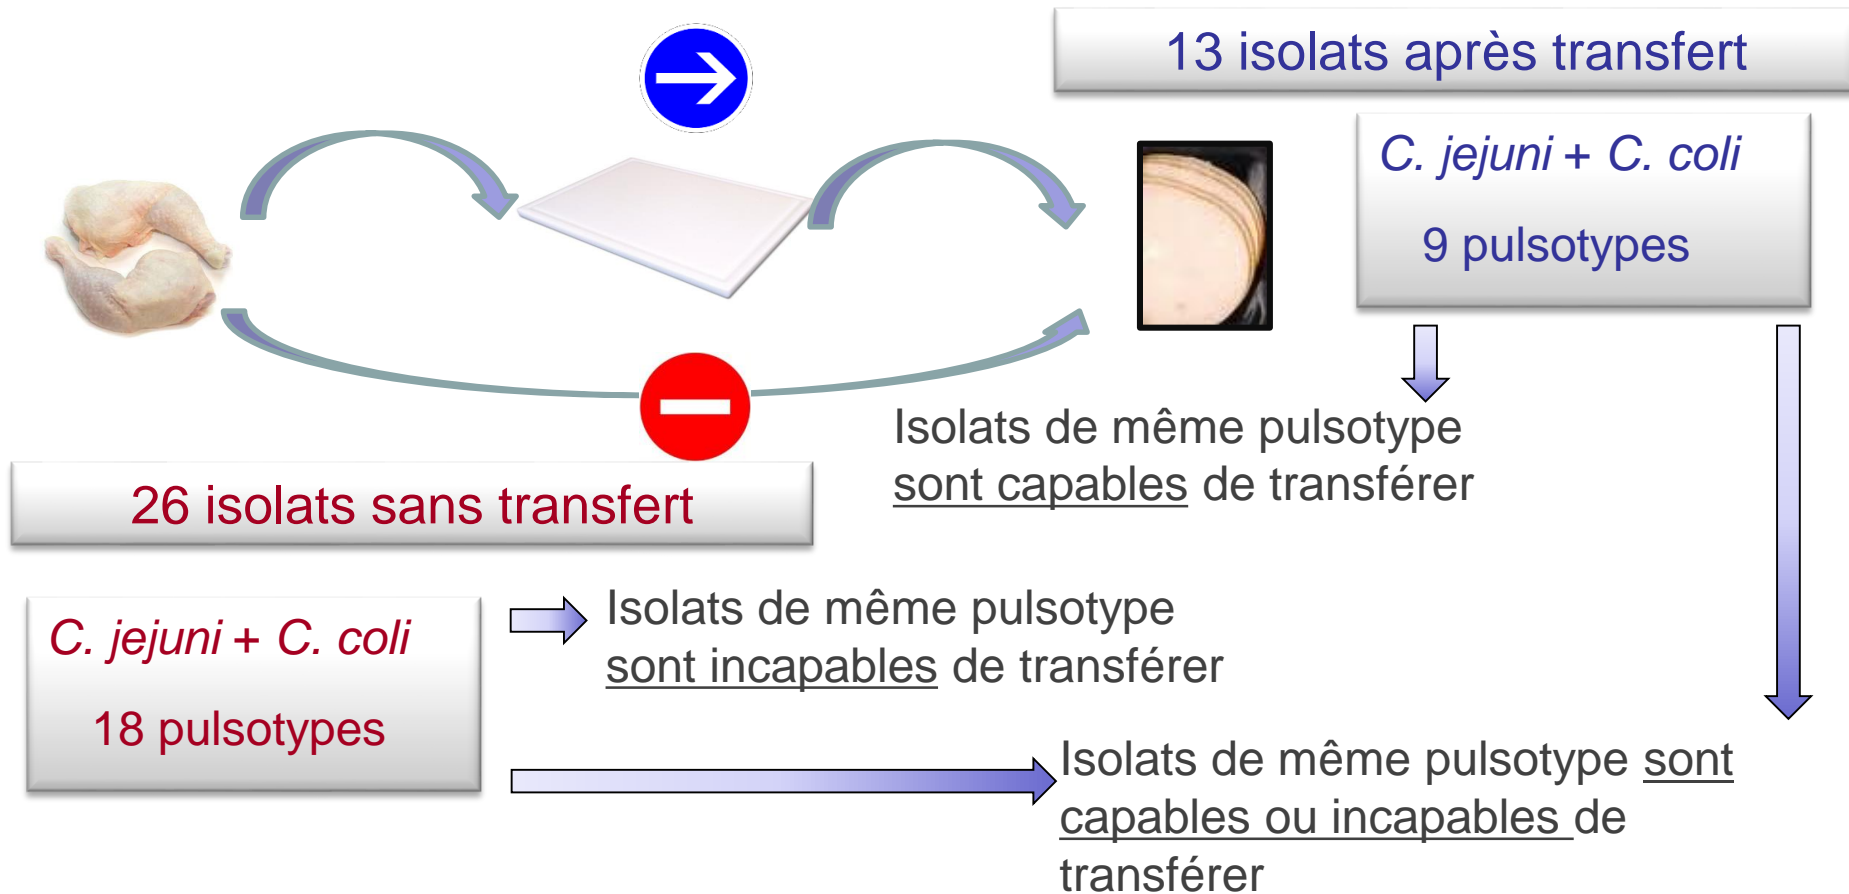 13 isolats après transfert
C. jejuni + C. coli
9 pulsotypes
Isolats de même pulsotype
sont capables de transférer
26 isolats sans transfert
C. jejuni + C. coli
18 pulsotypes
Isolats de même pulsotype
sont incapables de transférer
Isolats de même pulsotype sont
capables ou incapables de
transférer